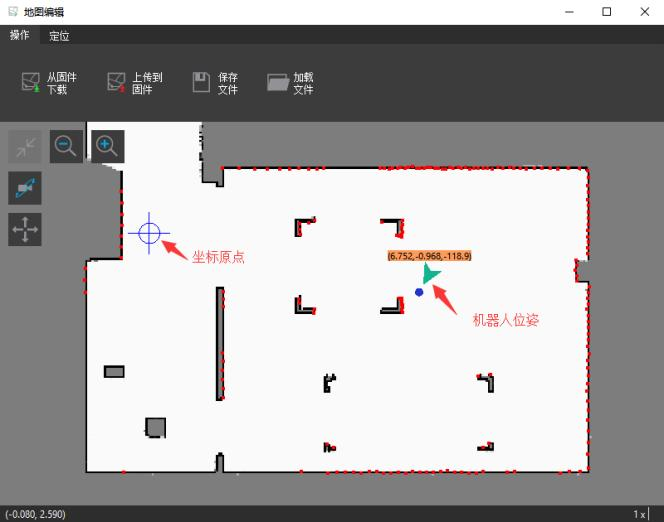 地图编辑
操作 定位
从固件
下载
上传到
固件
保存
文件
加载
文件
坐标原点
(6.752,-0.968,-118.9)
机器人位姿
(-0.080, 2.590)
1 x